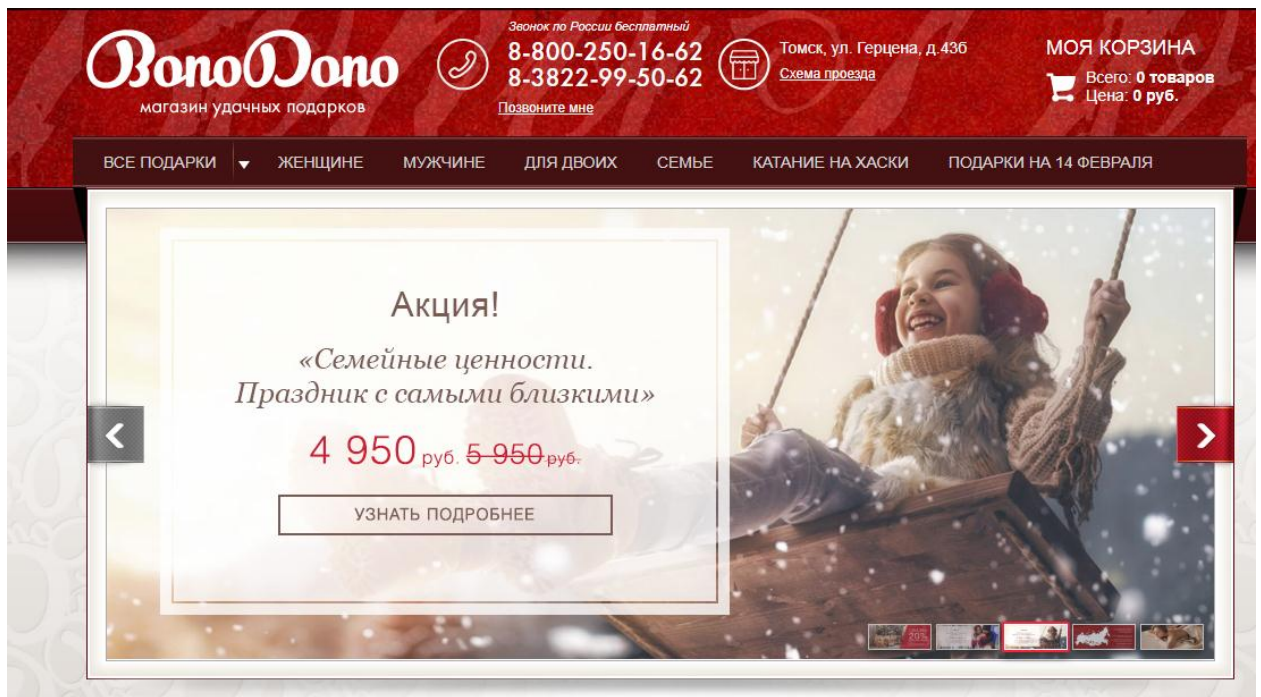 BonoDono
магазин удачных подарков
Звонок по России бесплатный
8-800-250-16-62
8-3822-99-50-62
Позвоните мне
Томск, ул. Герцена, д.43б
Схема проезда
МОЯ КОРЗИНА
Всего: 0 товаров
Цена: 0 руб.
ВСЕ ПОДАРКИ ЖЕНЩИНЕ МУЖЧИНЕ ДЛЯ ДВОИХ СЕМЬЕ КАТАНИЕ НА ХАСКИ ПОДАРКИ НА 14 ФЕВРАЛЯ
Акция!
«Семейные ценности.
Праздник с самыми близкими»
4 950 руб. 5 950 руб.
УЗНАТЬ ПОДРОБНЕЕ